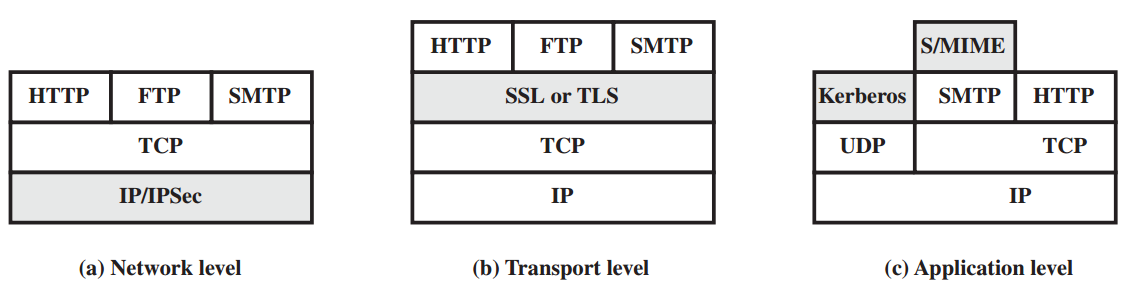 HTTP FTP SMTP
TCP
IP/IPSec
(a) Network level
HTTP FTP SMTP
SSL or TLS
TCP
IP
(b) Transport level
S/MIME
Kerberos SMTP HTTP
UDP TCP
IP
(c) Application level